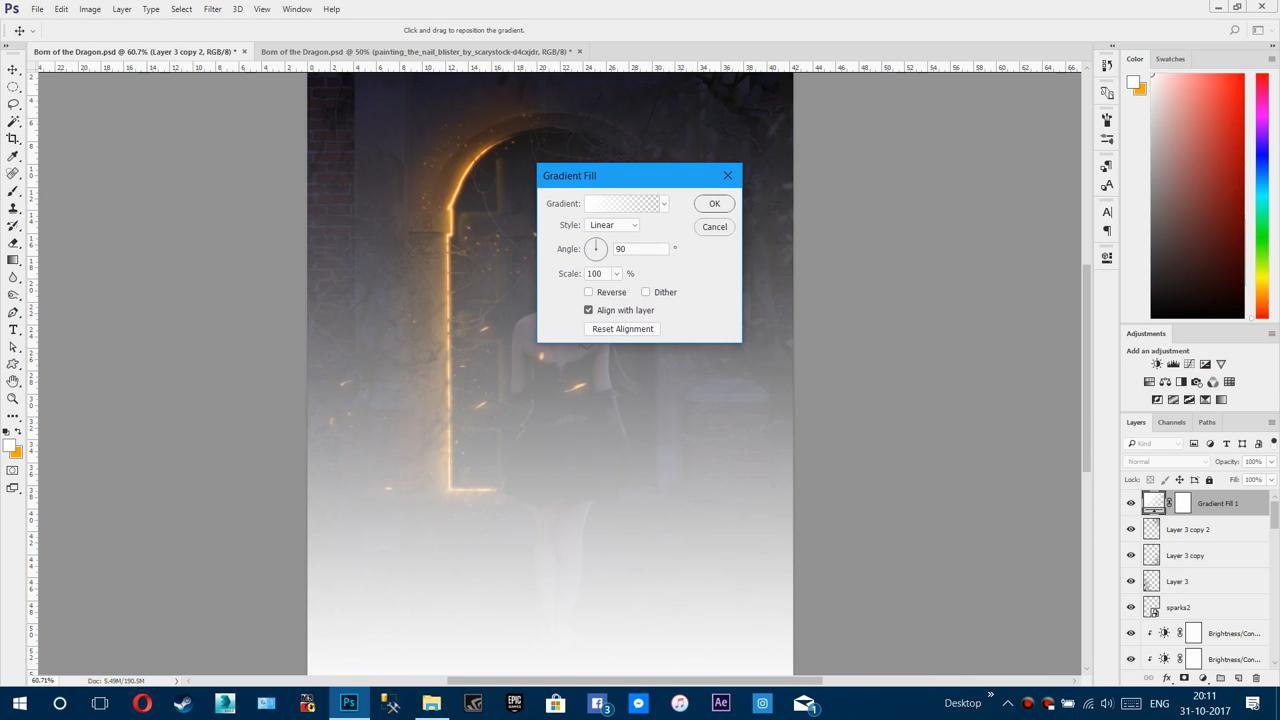 Ps File Edit Image Layer Type Select Filter 3D View Window Help
Click and drag to reposition the gradient.
Born of the Dragon.psd @ 60.7% (Layer 3 copy 2, RGB/8) * × Born of the Dragon.psd @ 50% (painting_the_nail_blister_by_scarystock-d4cxjdr, RGB/8) * ×
Color Swatches
Gradient Fill
Gradient: OK
Style: Linear Cancel
Angle: 90 °
Scale: 100 %
Reverse Dither
Align with layer
Reset Alignment
Adjustments
Add an adjustment
Layers Channels Paths
Kind
Normal Opacity: 100%
Lock: Fill: 100%
Gradient Fill 1
Layer 3 copy 2
Layer 3 copy
Layer 3
sparks2
Brightness/Con...
Brightness/Con...
60.71% Doc: 5.49M/190.5M
Desktop
20:11
31-10-2017